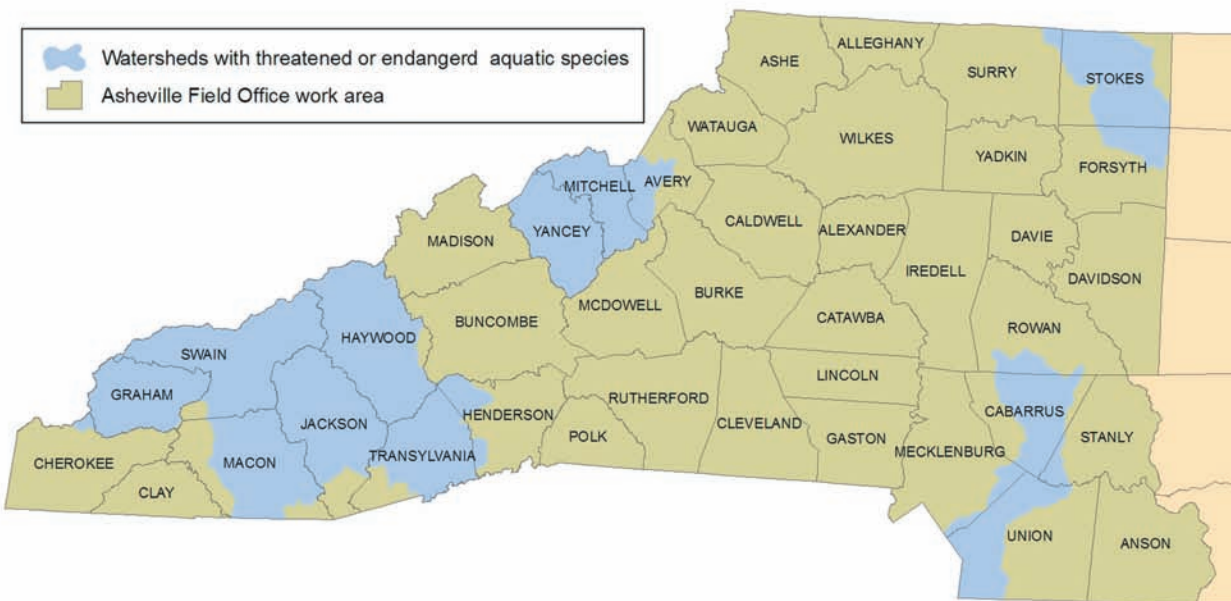 Watersheds with threatened or endangerd aquatic species
Asheville Field Office work area
ALLEGHANY
ASHE
SURRY
STOKES
WATAUGA
WILKES
YADKIN
FORSYTH
MITCHELL
AVERY
YANCEY
CALDWELL
ALEXANDER
DAVIE
MADISON
IREDELL
DAVIDSON
BURKE
MCDOWELL
BUNCOMBE
CATAWBA
ROWAN
HAYWOOD
SWAIN
LINCOLN
GRAHAM
RUTHERFORD
CABARRUS
HENDERSON
JACKSON
CLEVELAND
STANLY
POLK
GASTON
MECKLENBURG
TRANSYLVANIA
CHEROKEE
MACON
CLAY
UNION
ANSON